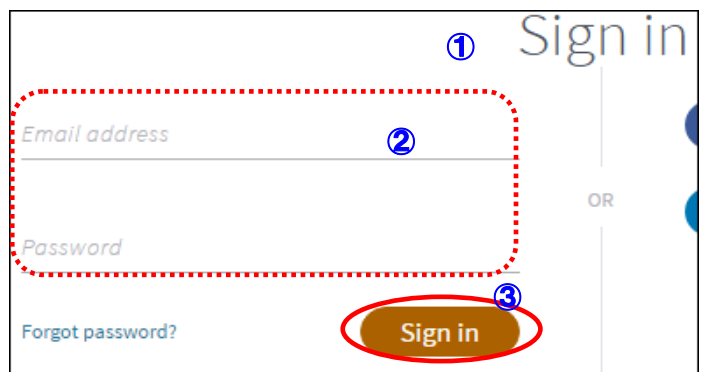 ① Sign in
Email address ②
OR
Password
③
Forgot password? Sign in